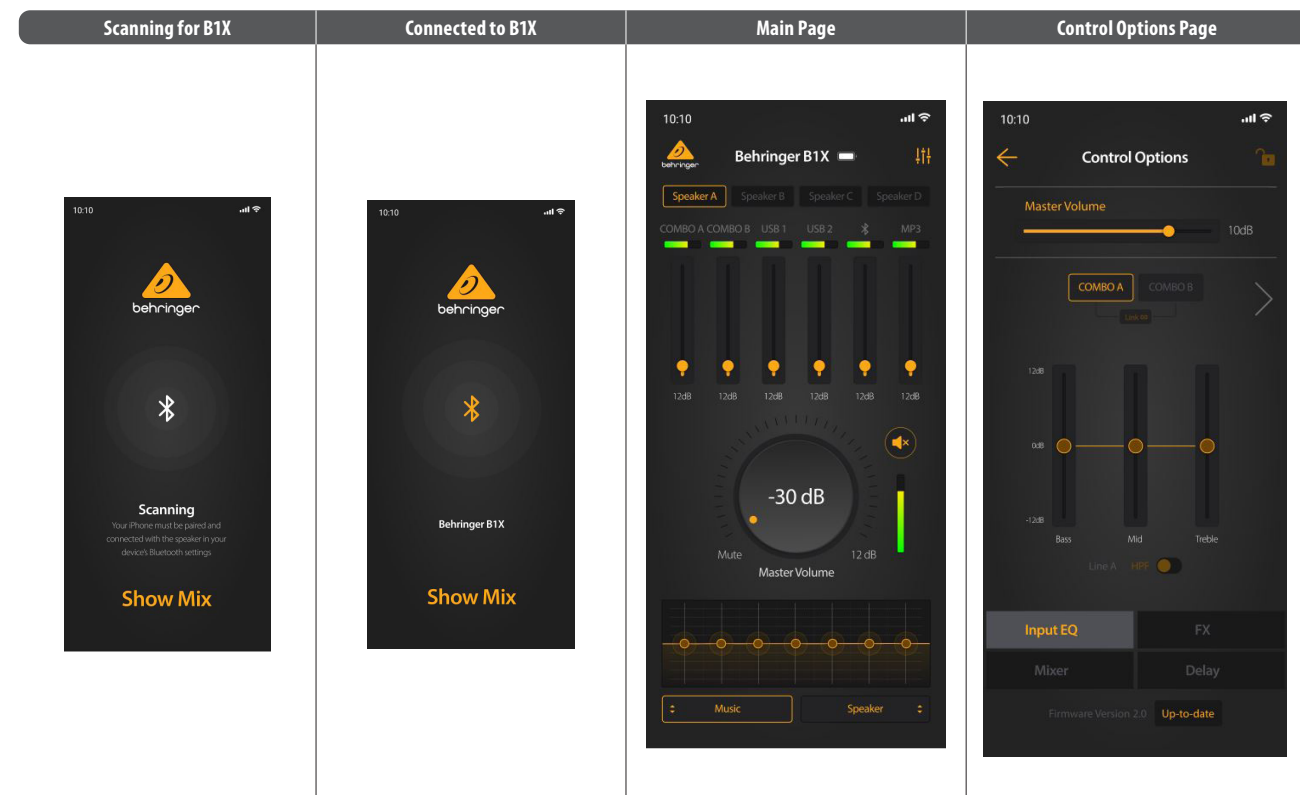 Scanning for B1X
Connected to B1X
Main Page
Control Options Page
10:10
behringer
Scanning
Your iPhone must be paired and
connected with the speaker in your
device's Bluetooth settings
Show Mix
10:10
behringer
Behringer B1X
Show Mix
10:10
behringer
Behringer B1X
Speaker A Speaker B Speaker C Speaker D
COMBO A COMBO B USB 1 USB 2 MP3
12dB 12dB 12dB 12dB 12dB 12dB
-30 dB
Mute 12 dB
Master Volume
Music Speaker
10:10
Control Options
Master Volume
10dB
COMBO A COMBO B
Link
12dB
0dB
-12dB
Bass Mid Treble
Line A HPF
Input EQ FX
Mixer Delay
Firmware Version 2.0 Up-to-date